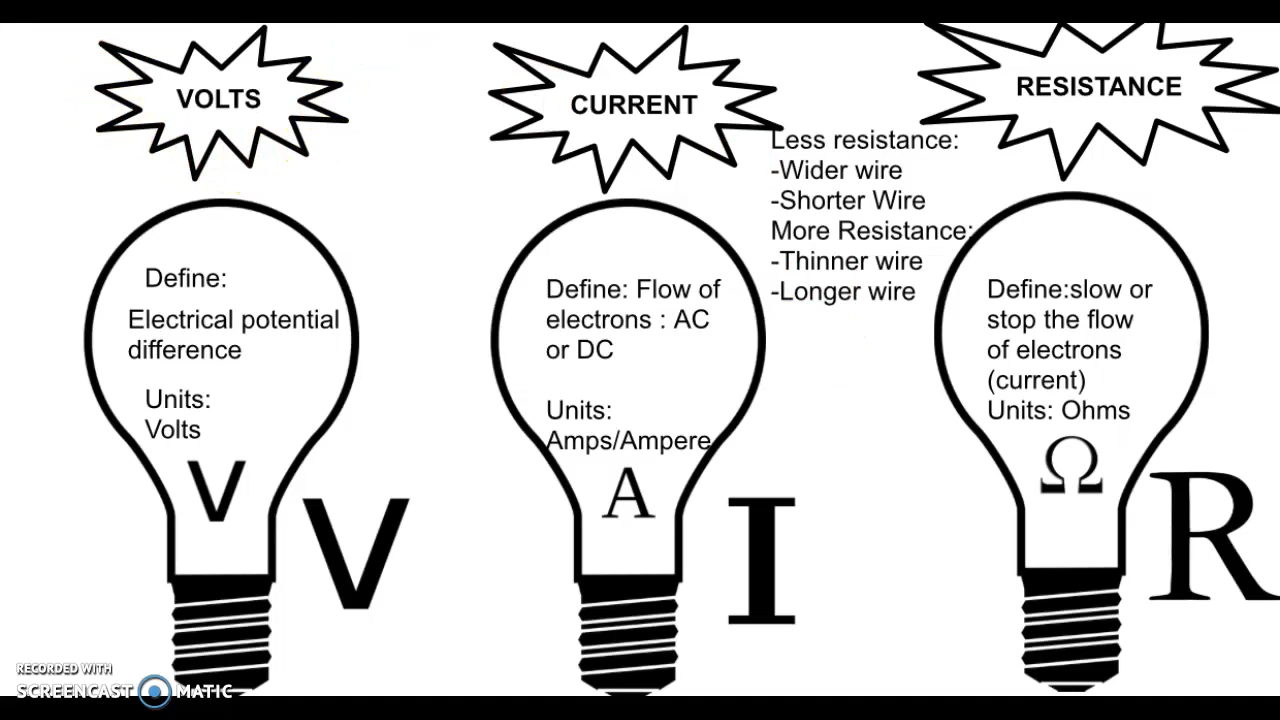 VOLTS
Define:
Electrical potential
difference
Units:
Volts
V
V
CURRENT
Define: Flow of
electrons : AC
or DC
Units:
Amps/Ampere
A
I
Less resistance:
-Wider wire
-Shorter Wire
More Resistance:
-Thinner wire
-Longer wire
RESISTANCE
Define:slow or
stop the flow
of electrons
(current)
Units: Ohms
Ω
R
RECORDED WITH
SCREENCAST MATIC